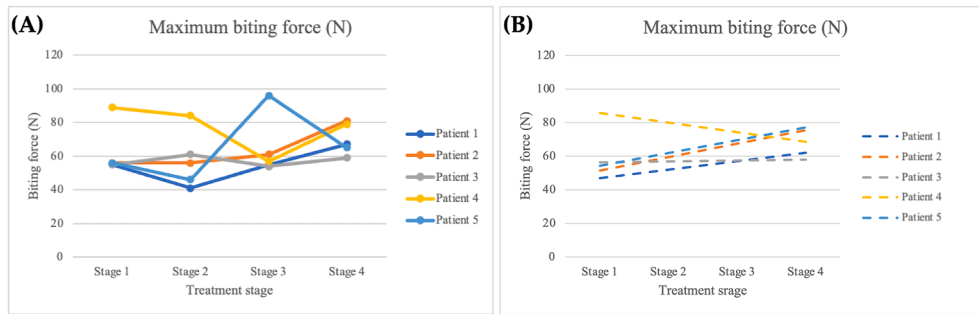 (A)
Maximum biting force (N)
Biting force (N)
120
100
80
60
40
20
0
Stage 1 Stage 2 Stage 3 Stage 4
Treatment stage
Patient 1
Patient 2
Patient 3
Patient 4
Patient 5
(B)
Maximum biting force (N)
Biting force (N)
120
100
80
60
40
20
0
Stage 1 Stage 2 Stage 3 Stage 4
Treatment srage
Patient 1
Patient 2
Patient 3
Patient 4
Patient 5